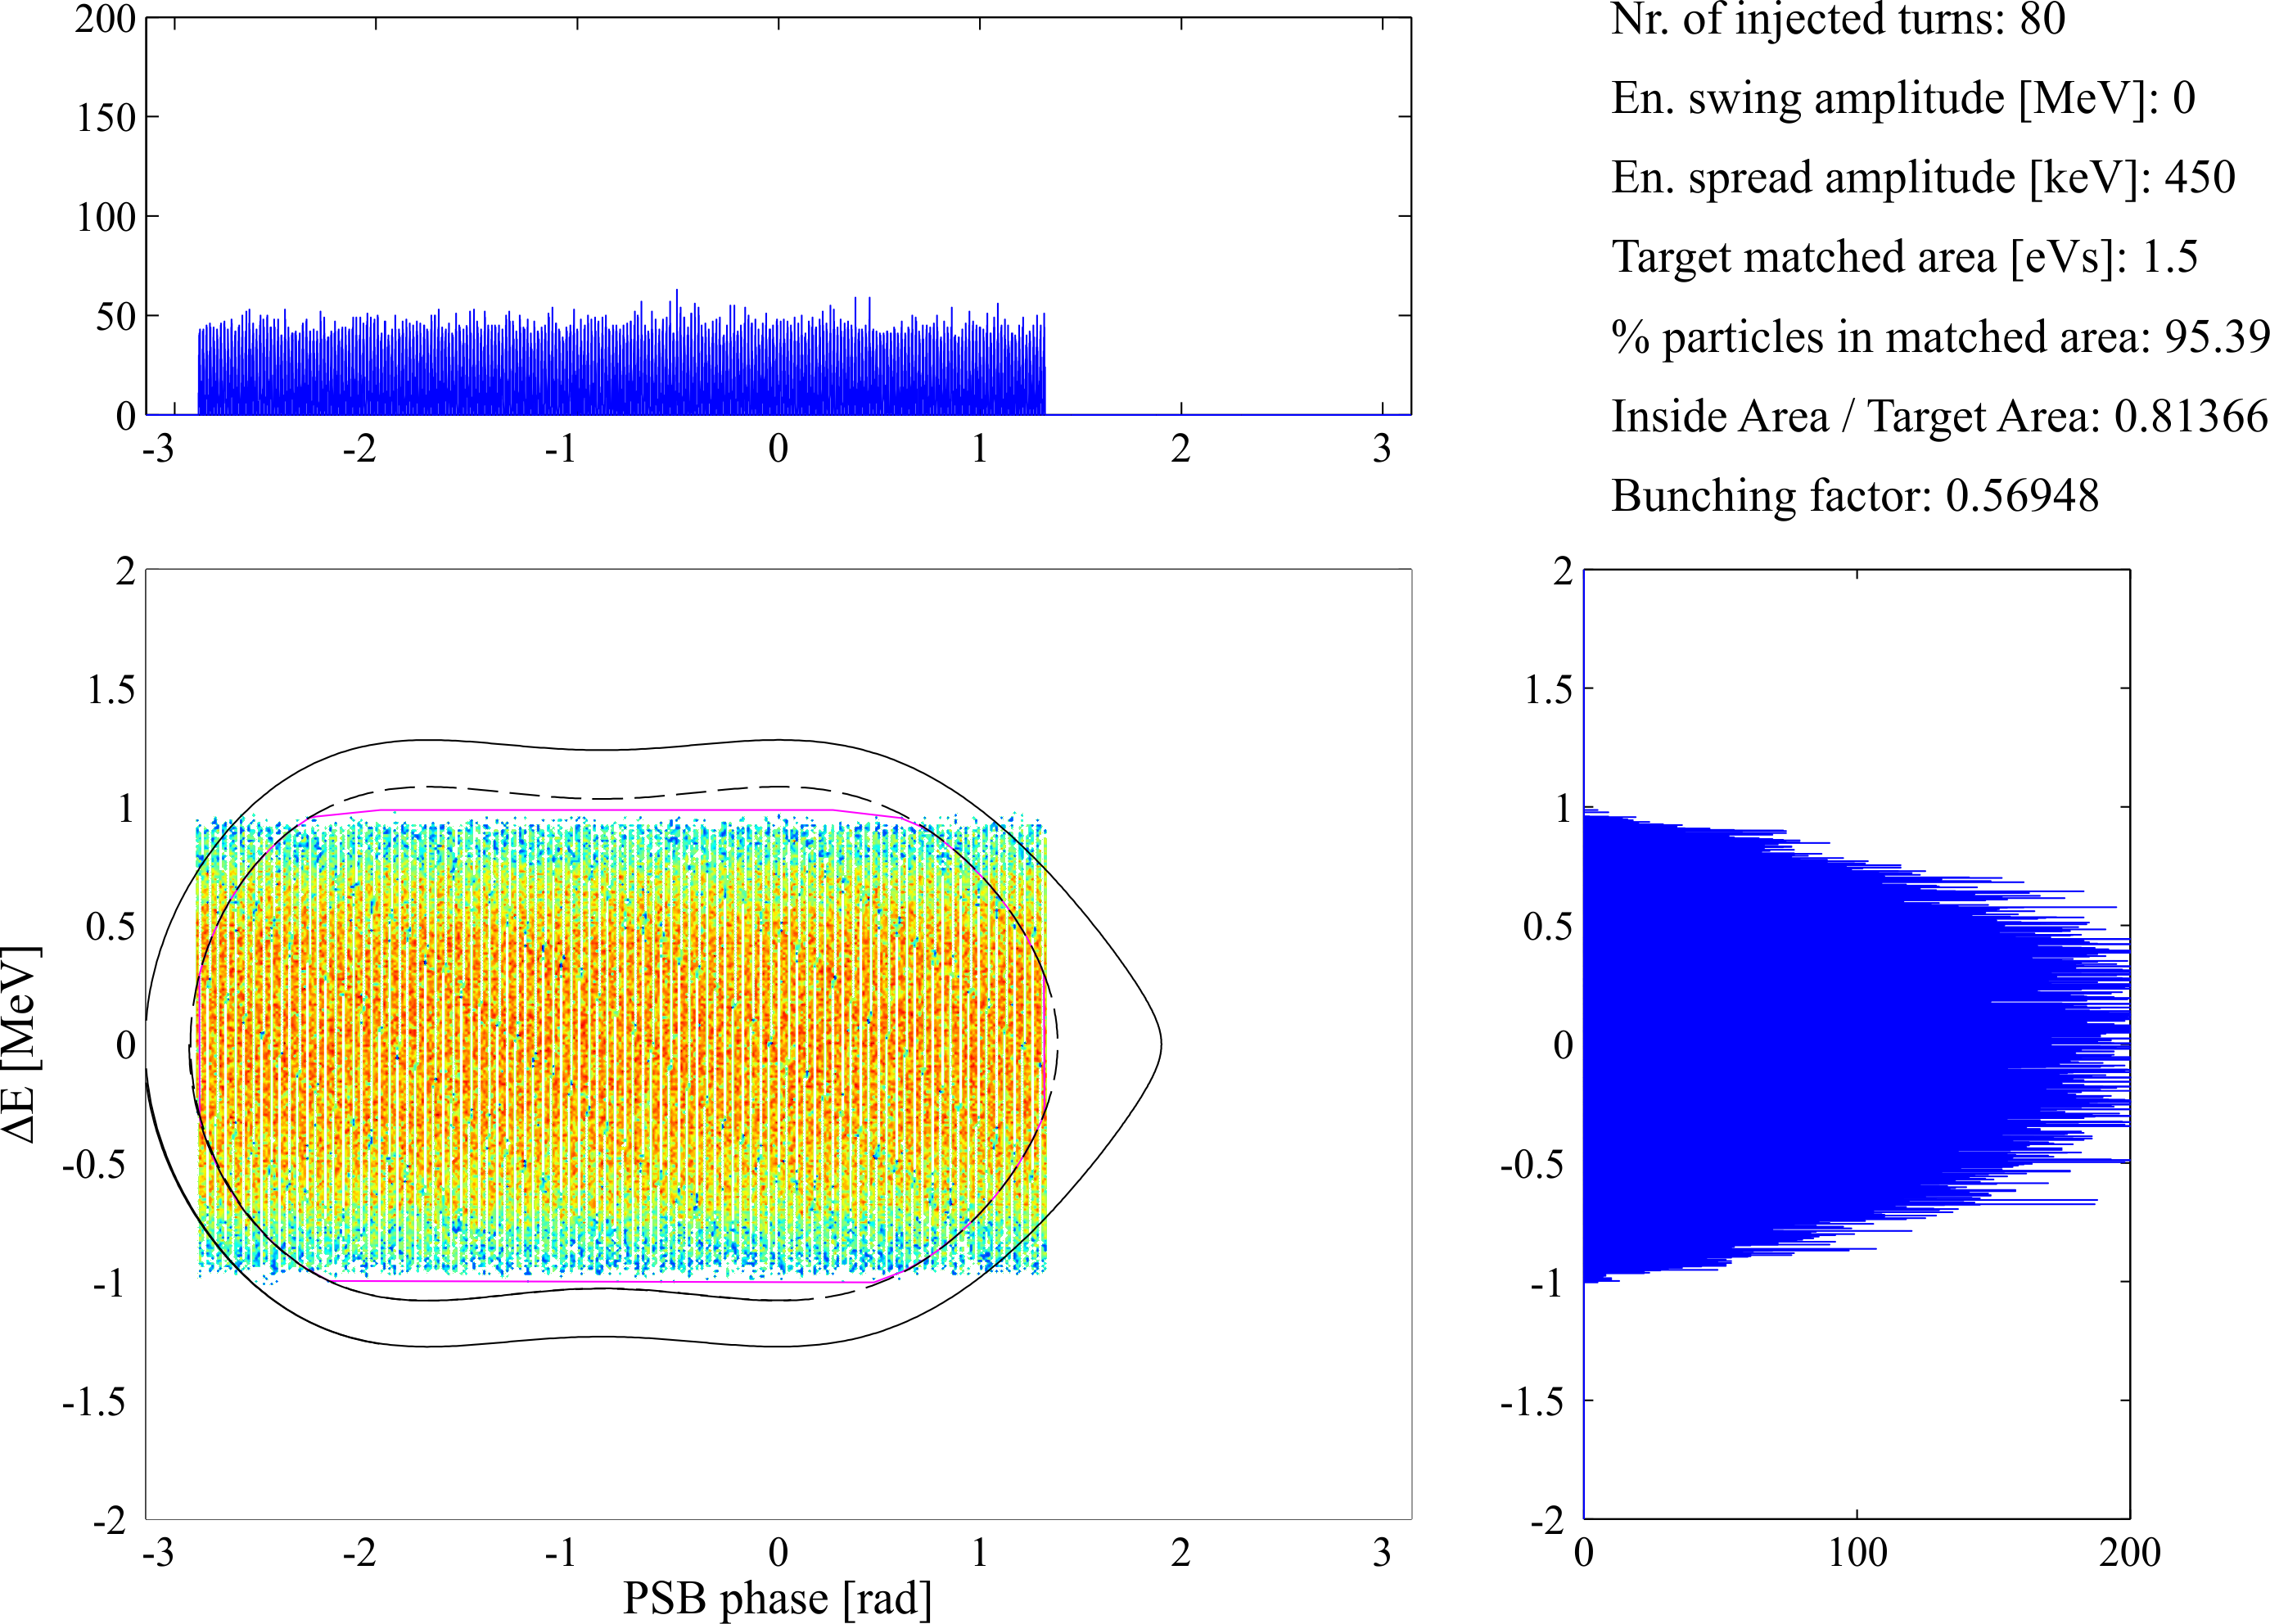 200
150
100
50
0
-3 -2 -1 0 1 2 3
Nr. of injected turns: 80
En. swing amplitude [MeV]: 0
En. spread amplitude [keV]: 450
Target matched area [eVs]: 1.5
% particles in matched area: 95.39
Inside Area / Target Area: 0.81366
Bunching factor: 0.56948
2
1.5
1
0.5
0
-0.5
-1
-1.5
-2
ΔE [MeV]
-3 -2 -1 0 1 2 3
PSB phase [rad]
2
1.5
1
0.5
0
-0.5
-1
-1.5
-2
0 100 200